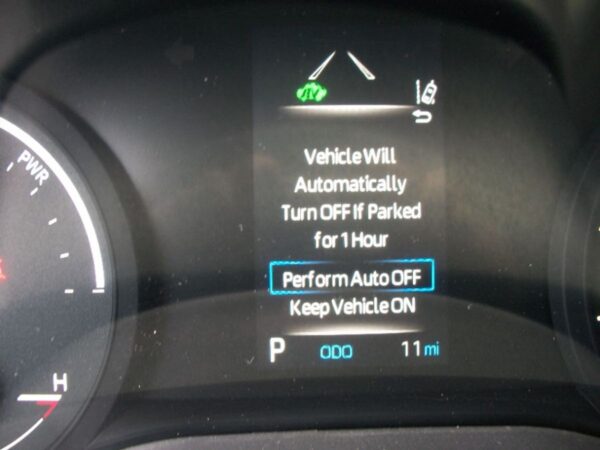 PWR
Vehicle Will
Automatically
Turn OFF If Parked
for 1 Hour
Perform Auto OFF
Keep Vehicle ON
H
P ODO 11 mi